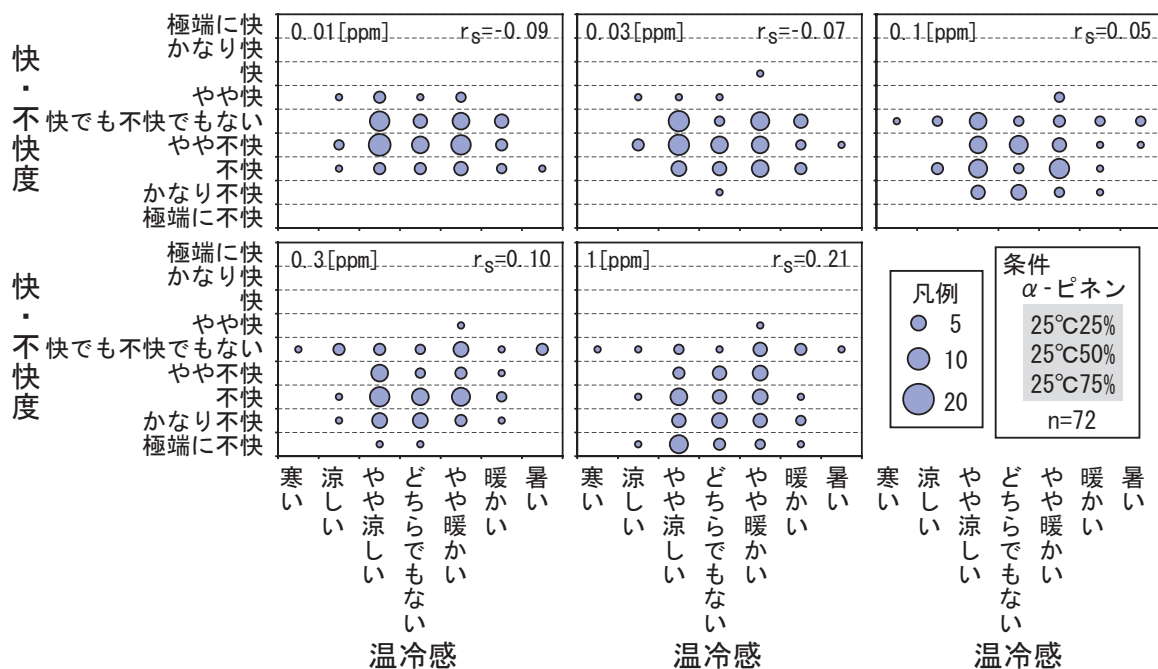 快・不快度
極端に快
かなり快
快
やや快
快でも不快でもない
やや不快
不快
かなり不快
極端に不快
0.01[ppm] rS=-0.09
0.03[ppm] rS=-0.07
0.1[ppm] rS=0.05
快・不快度
極端に快
かなり快
快
やや快
快でも不快でもない
やや不快
不快
かなり不快
極端に不快
0.3[ppm] rS=0.10
1[ppm] rS=0.21
凡例
5
10
20
条件
α-ピネン
25℃25%
25℃50%
25℃75%
n=72
寒い
涼しい
やや涼しい
どちらでもない
やや暖かい
暖かい
暑い
温冷感
寒い
涼しい
やや涼しい
どちらでもない
やや暖かい
暖かい
暑い
温冷感
寒い
涼しい
やや涼しい
どちらでもない
やや暖かい
暖かい
暑い
温冷感